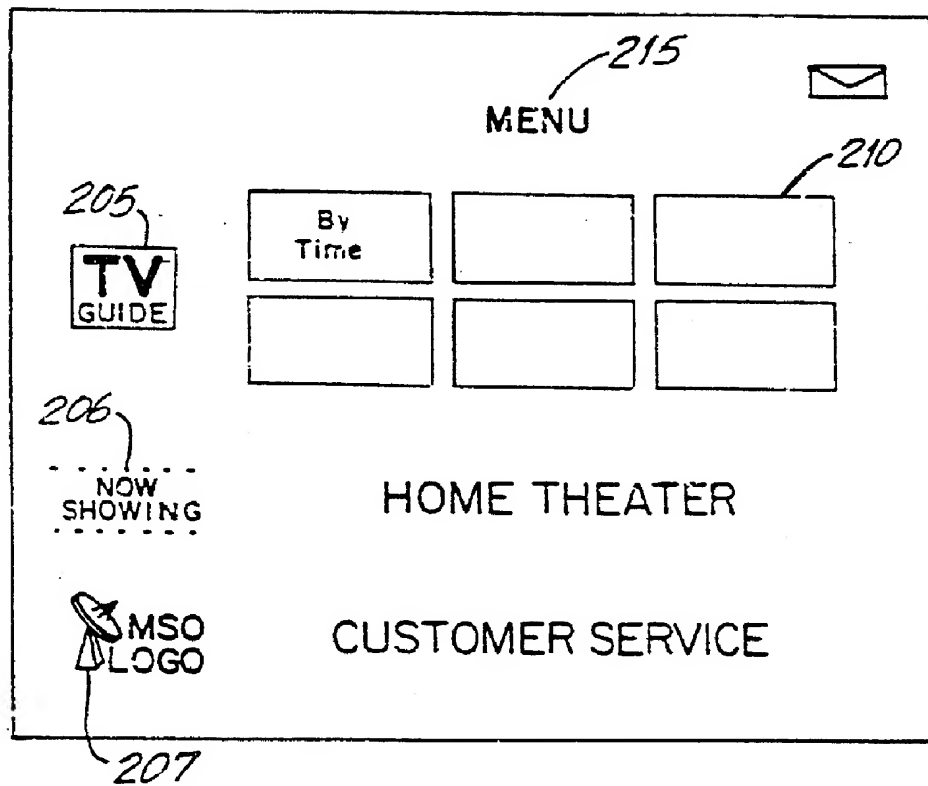 215
MENU
210
205
By
Time
TV
GUIDE
206
NOW
SHOWING
HOME THEATER
MSO
LOGO
CUSTOMER SERVICE
207